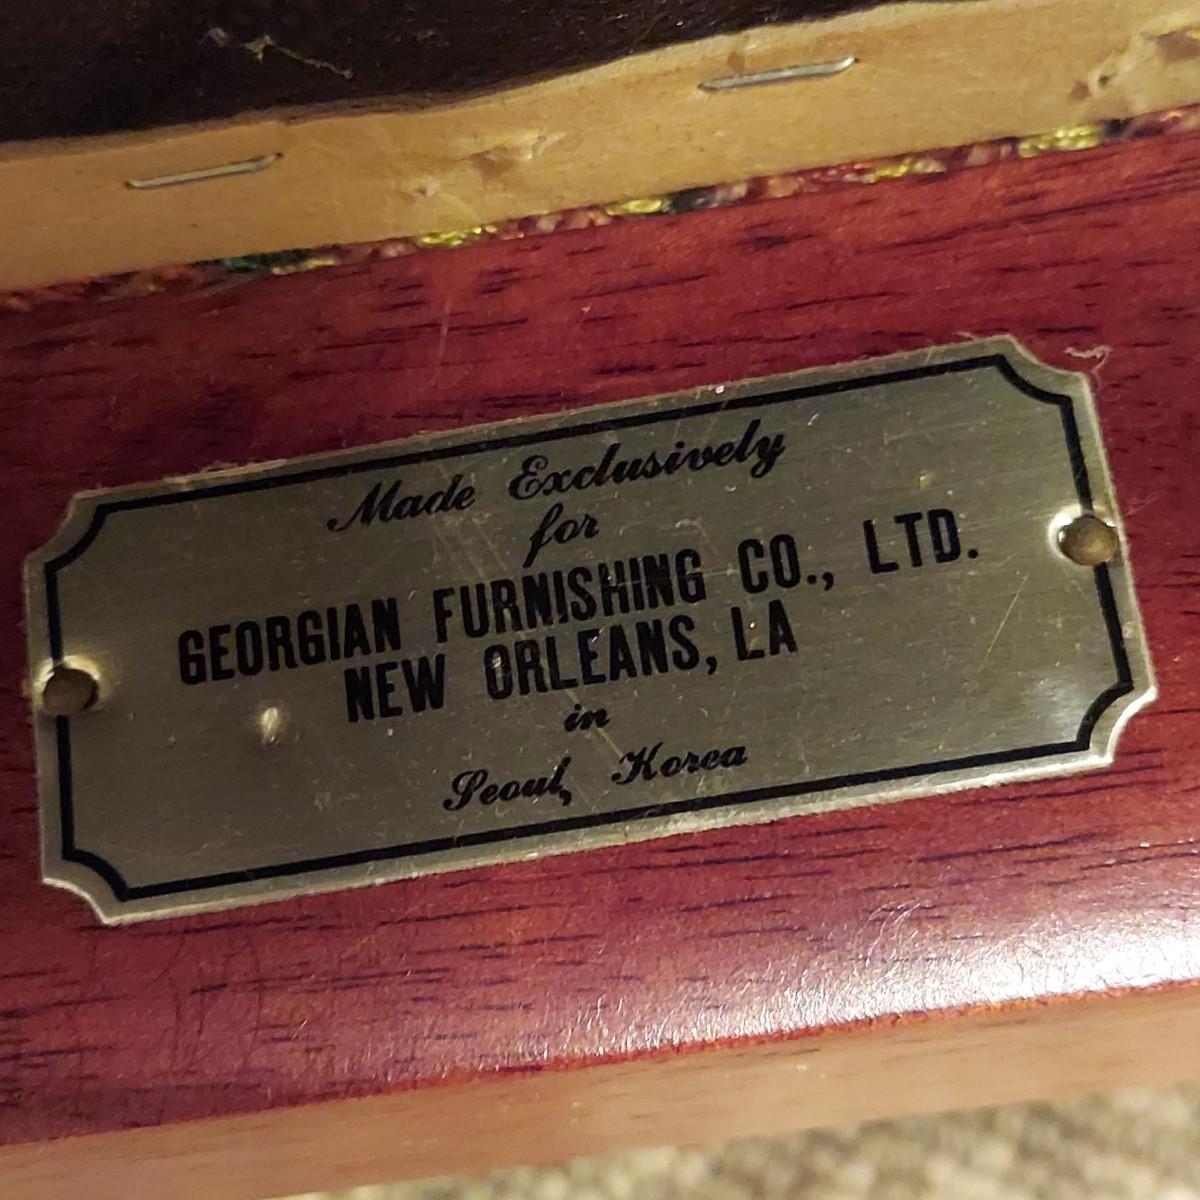 Made Exclusively
for
GEORGIAN FURNISHING CO., LTD.
NEW ORLEANS, LA
in
Seoul, Korea